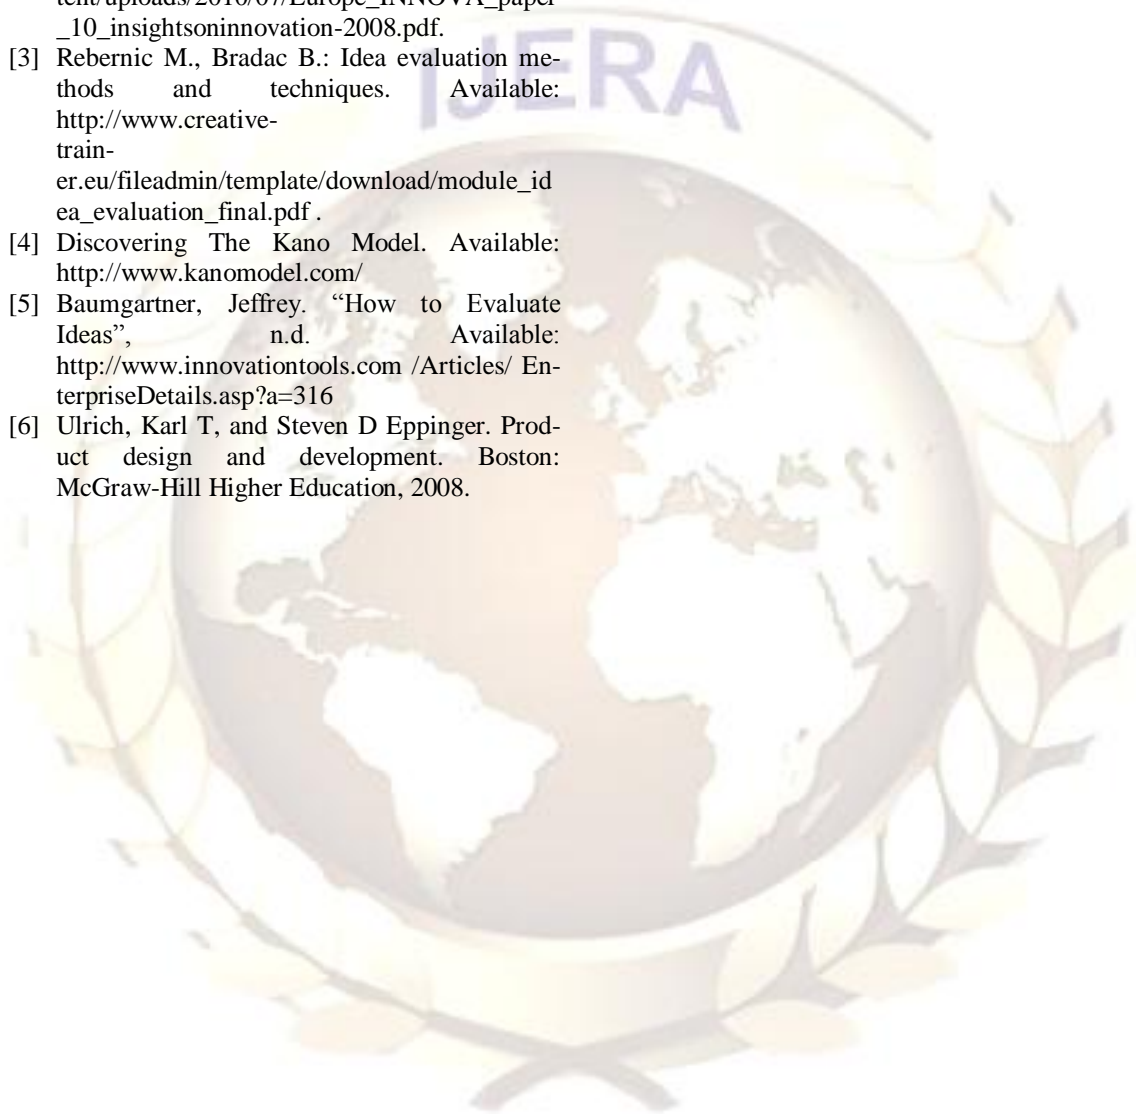 tent/uploads/2010/07/Europe_INNOVA_paper
_10_insightsoninnovation-2008.pdf.
[3] Rebernic M., Bradac B.: Idea evaluation me-
thods and techniques. Available:
http://www.creative-
train-
er.eu/fileadmin/template/download/module_id
ea_evaluation_final.pdf .
[4] Discovering The Kano Model. Available:
http://www.kanomodel.com/
[5] Baumgartner, Jeffrey. “How to Evaluate
Ideas”, n.d. Available:
http://www.innovationtools.com /Articles/ En-
terpriseDetails.asp?a=316
[6] Ulrich, Karl T, and Steven D Eppinger. Prod-
uct design and development. Boston:
McGraw-Hill Higher Education, 2008.
IJERA